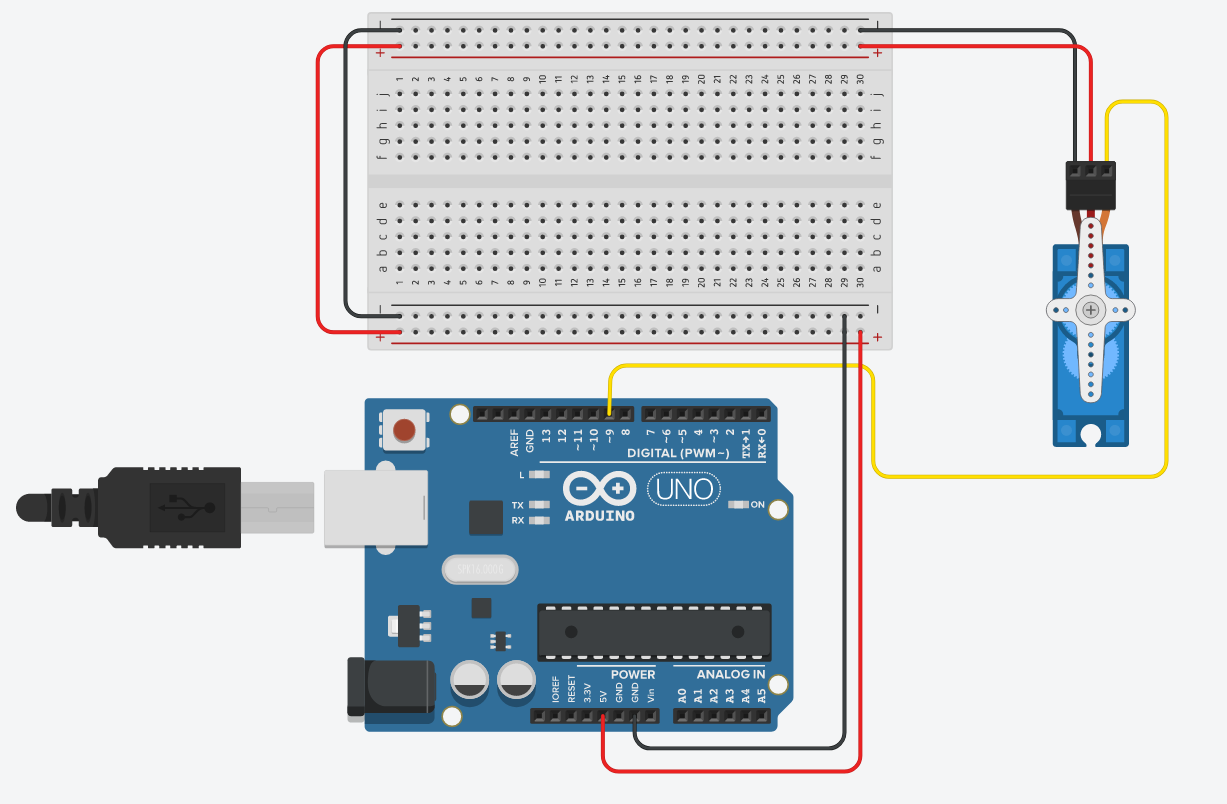 − −
+ +
1 2 3 4 5 6 7 8 9 10 11 12 13 14 15 16 17 18 19 20 21 22 23 24 25 26 27 28 29 30
j j
i i
h h
g g
f f
e e
d d
c c
b b
a a
1 2 3 4 5 6 7 8 9 10 11 12 13 14 15 16 17 18 19 20 21 22 23 24 25 26 27 28 29 30
− −
+ +
AREF GND 13 12 ~11 ~10 ~9 8 7 ~6 ~5 4 ~3 2 TX→1 RX←0
DIGITAL (PWM~)
L
TX
RX
UNO
ON
ARDUINO
POWER ANALOG IN
IOREF RESET 3.3V 5V GND GND Vin A0 A1 A2 A3 A4 A5